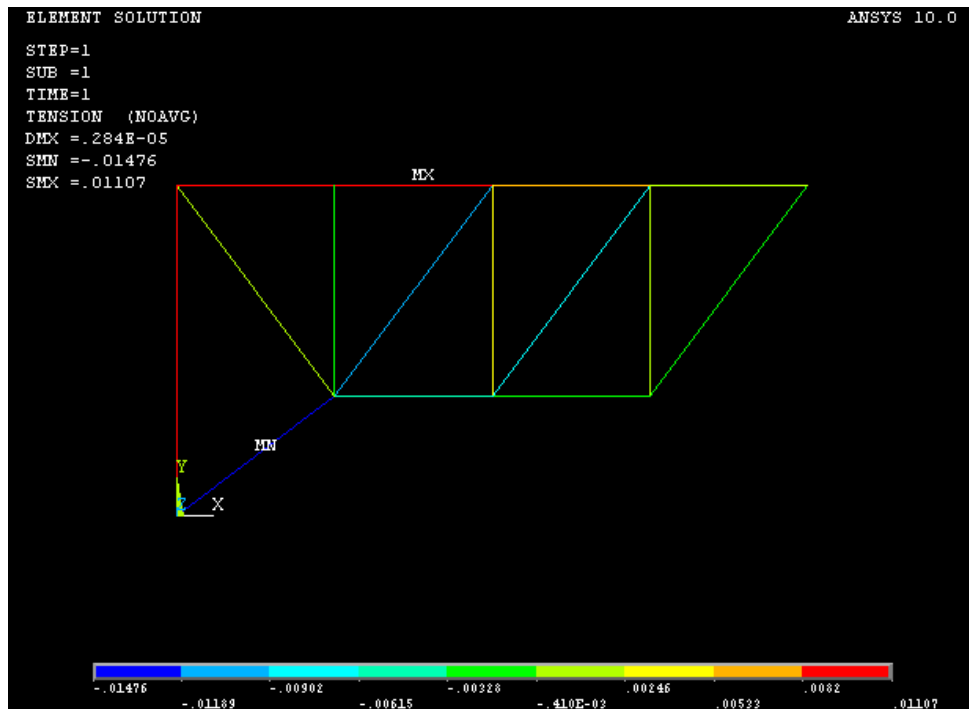 ELEMENT SOLUTION
ANSYS 10.0
STEP=1
SUB =1
TIME=1
TENSION (NOAVG)
DMX =.284E-05
SMN =-.01476
SMX =.01107
MX
MN
Y
Z
X
-.01476 -.00902 -.00328 .00246 .0082
-.01189 -.00615 -.410E-03 .00533 .01107